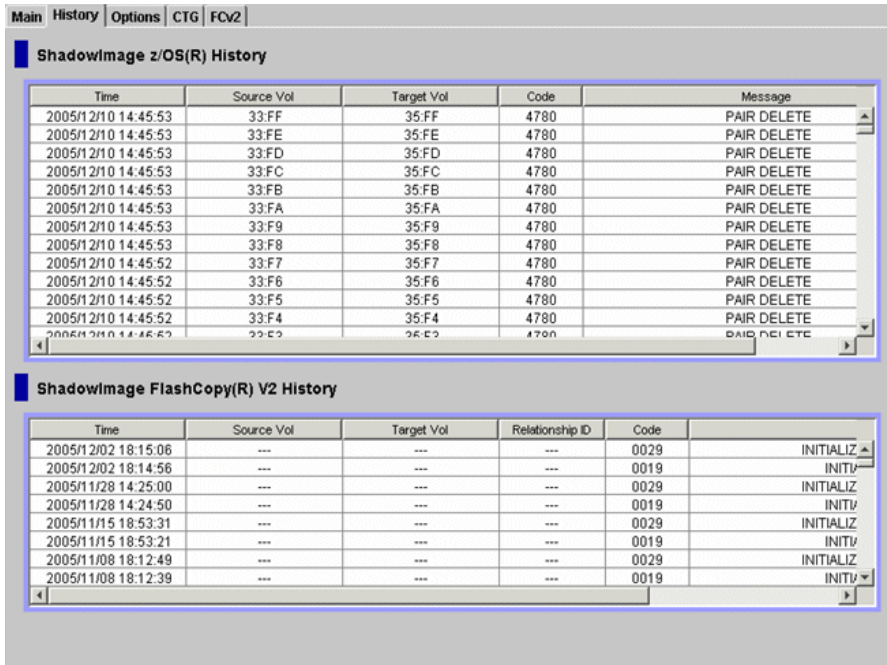 Main History Options CTG FCv2
ShadowImage z/OS(R) History
Time Source Vol Target Vol Code Message
2005/12/10 14:45:53 33:FF 35:FF 4780 PAIR DELETE
2005/12/10 14:45:53 33:FE 35:FE 4780 PAIR DELETE
2005/12/10 14:45:53 33:FD 35:FD 4780 PAIR DELETE
2005/12/10 14:45:53 33:FC 35:FC 4780 PAIR DELETE
2005/12/10 14:45:53 33:FB 35:FB 4780 PAIR DELETE
2005/12/10 14:45:53 33:FA 35:FA 4780 PAIR DELETE
2005/12/10 14:45:53 33:F9 35:F9 4780 PAIR DELETE
2005/12/10 14:45:53 33:F8 35:F8 4780 PAIR DELETE
2005/12/10 14:45:52 33:F7 35:F7 4780 PAIR DELETE
2005/12/10 14:45:52 33:F6 35:F6 4780 PAIR DELETE
2005/12/10 14:45:52 33:F5 35:F5 4780 PAIR DELETE
2005/12/10 14:45:52 33:F4 35:F4 4780 PAIR DELETE
ShadowImage FlashCopy(R) V2 History
Time Source Vol Target Vol Relationship ID Code
2005/12/02 18:15:06 --- --- --- 0029 INITIALIZ
2005/12/02 18:14:56 --- --- --- 0019 INITI
2005/11/28 14:25:00 --- --- --- 0029 INITIALIZ
2005/11/28 14:24:50 --- --- --- 0019 INITI
2005/11/15 18:53:31 --- --- --- 0029 INITIALIZ
2005/11/15 18:53:21 --- --- --- 0019 INITI
2005/11/08 18:12:49 --- --- --- 0029 INITIALIZ
2005/11/08 18:12:39 --- --- --- 0019 INITI